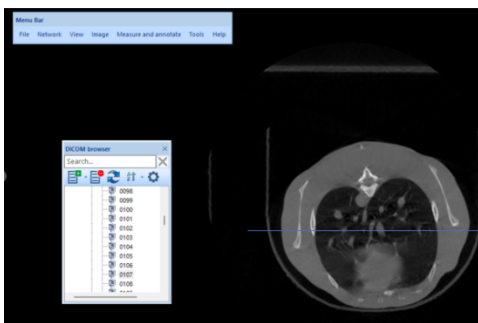 Menu Bar
File Network View Image Measure and annotate Tools Help
DICOM browser
Search...
0098
0099
0100
0101
0102
0103
0104
0105
0106
0107
0108